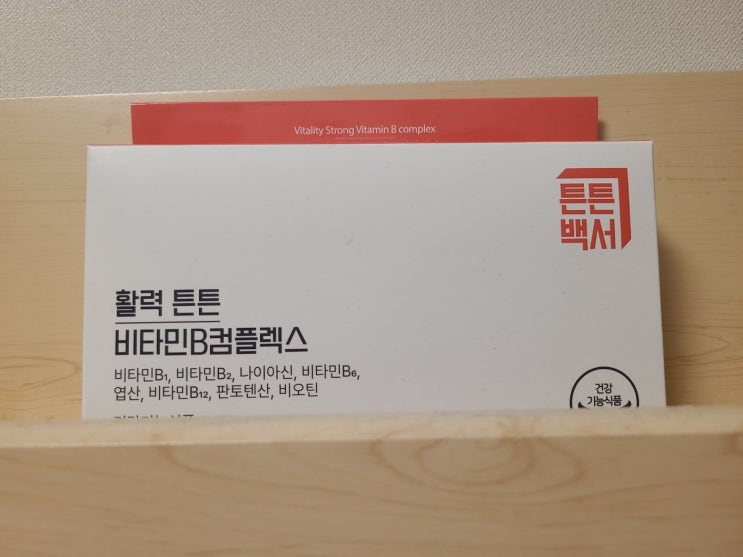 Vitality Strong Vitamin B complex
튼튼
백서
활력 튼튼
비타민B컴플렉스
비타민B₁, 비타민B₂, 나이아신, 비타민B₆,
엽산, 비타민B₁₂, 판토텐산, 비오틴
건강
기능식품